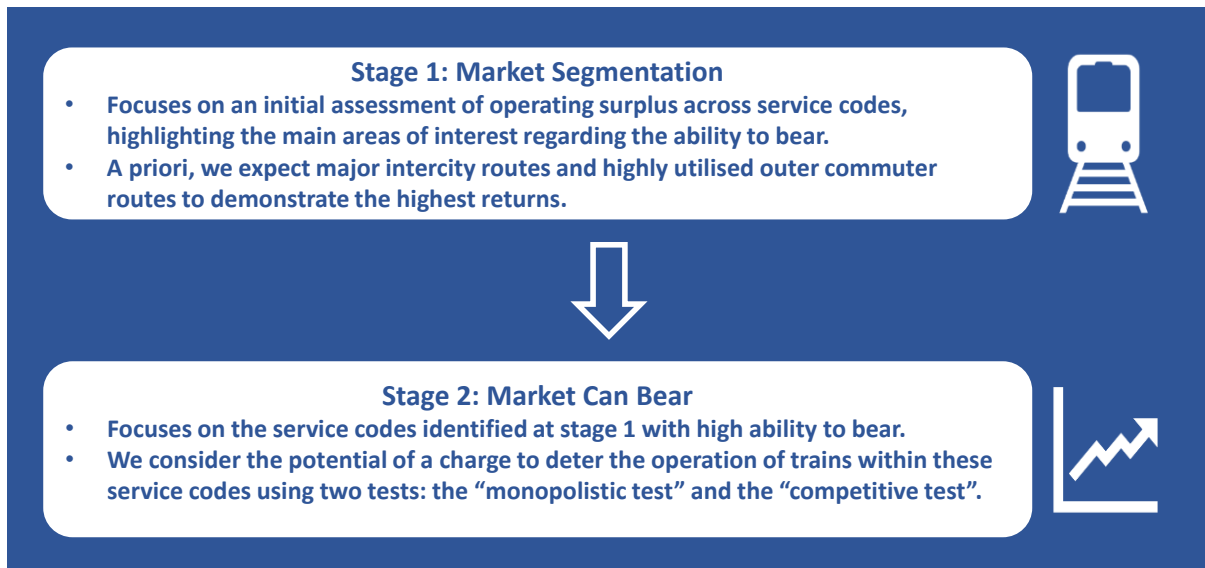 Stage 1: Market Segmentation
• Focuses on an initial assessment of operating surplus across service codes,
highlighting the main areas of interest regarding the ability to bear.
• A priori, we expect major intercity routes and highly utilised outer commuter
routes to demonstrate the highest returns.
Stage 2: Market Can Bear
• Focuses on the service codes identified at stage 1 with high ability to bear.
• We consider the potential of a charge to deter the operation of trains within these
service codes using two tests: the “monopolistic test” and the “competitive test”.